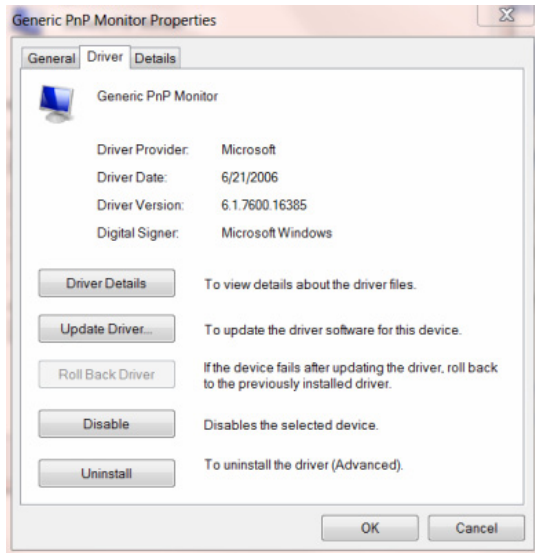 Generic PnP Monitor Properties
General Driver Details
Generic PnP Monitor
Driver Provider: Microsoft
Driver Date: 6/21/2006
Driver Version: 6.1.7600.16385
Digital Signer: Microsoft Windows
Driver Details To view details about the driver files.
Update Driver... To update the driver software for this device.
Roll Back Driver If the device fails after updating the driver, roll back
to the previously installed driver.
Disable Disables the selected device.
Uninstall To uninstall the driver (Advanced).
OK Cancel